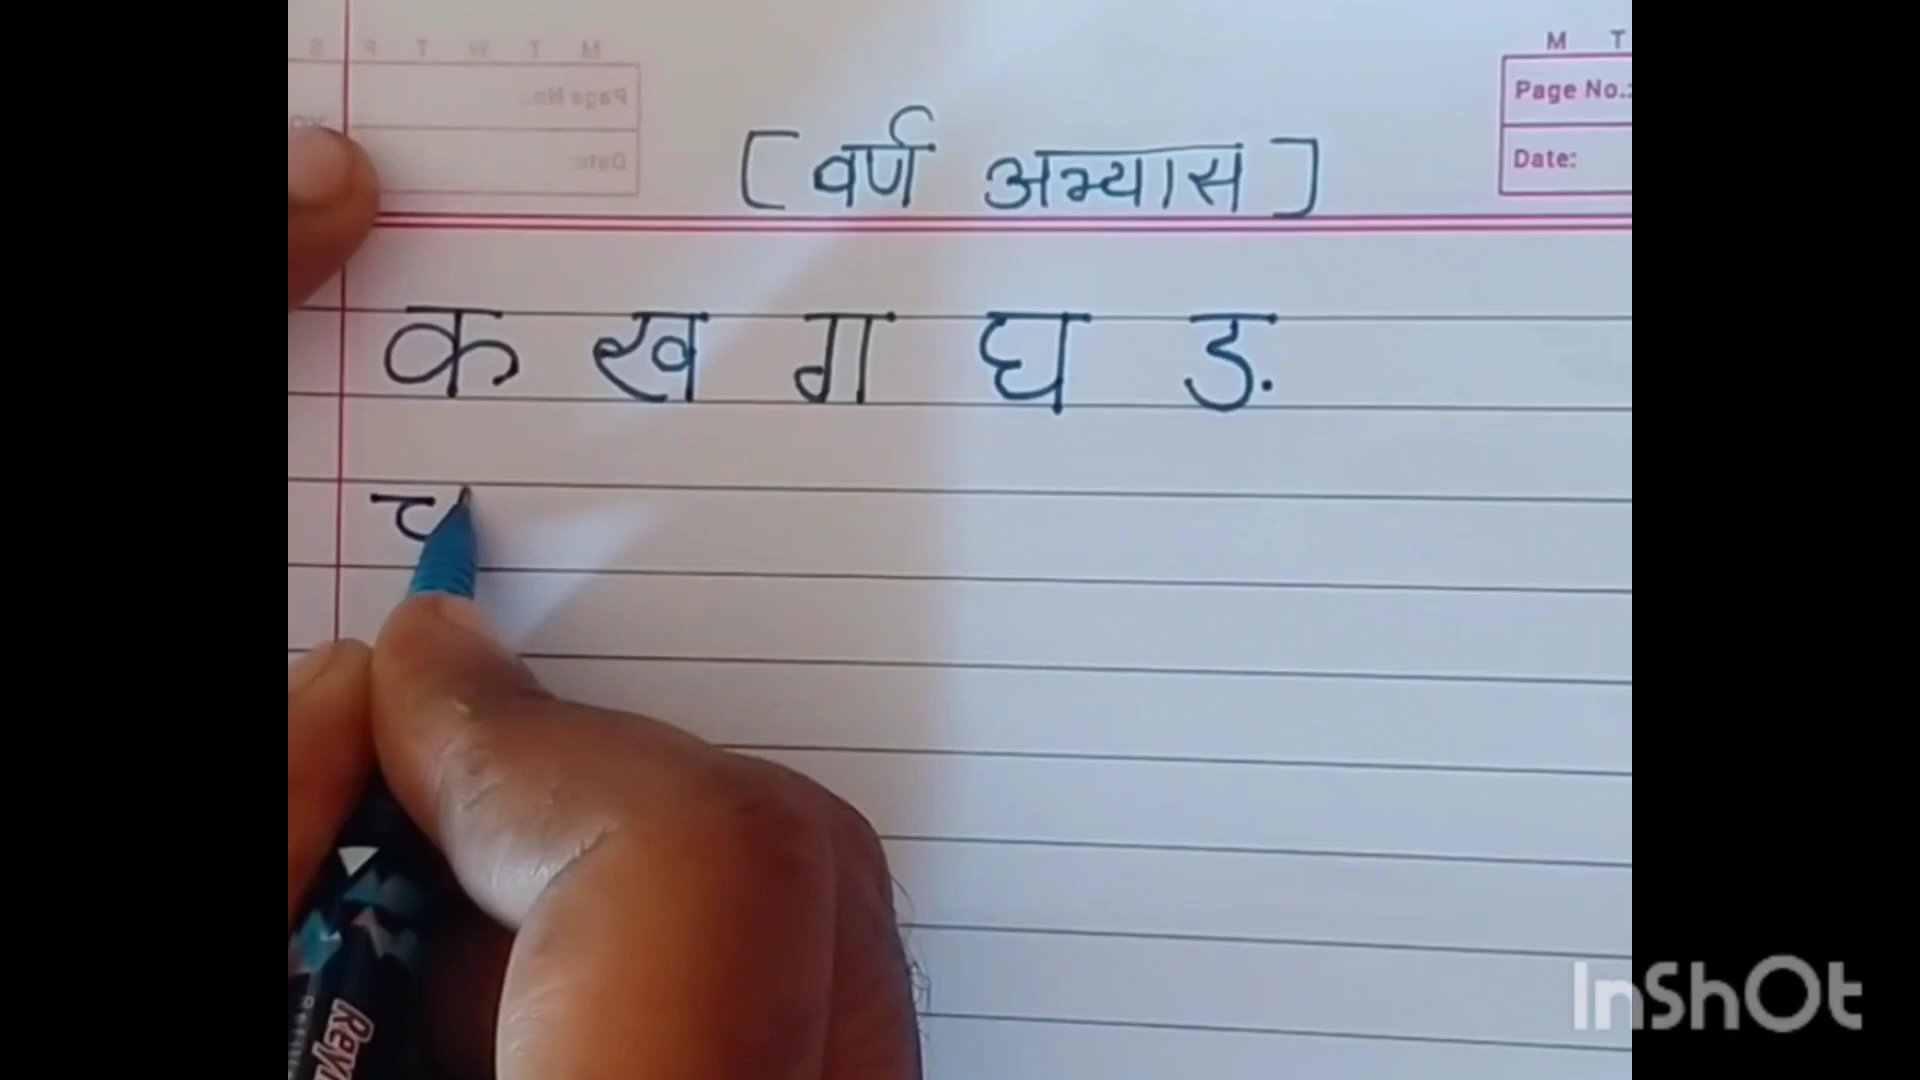 M T
Page No.:
Date:
[वर्ण अभ्यास]
क ख ग घ ङ
InShOt